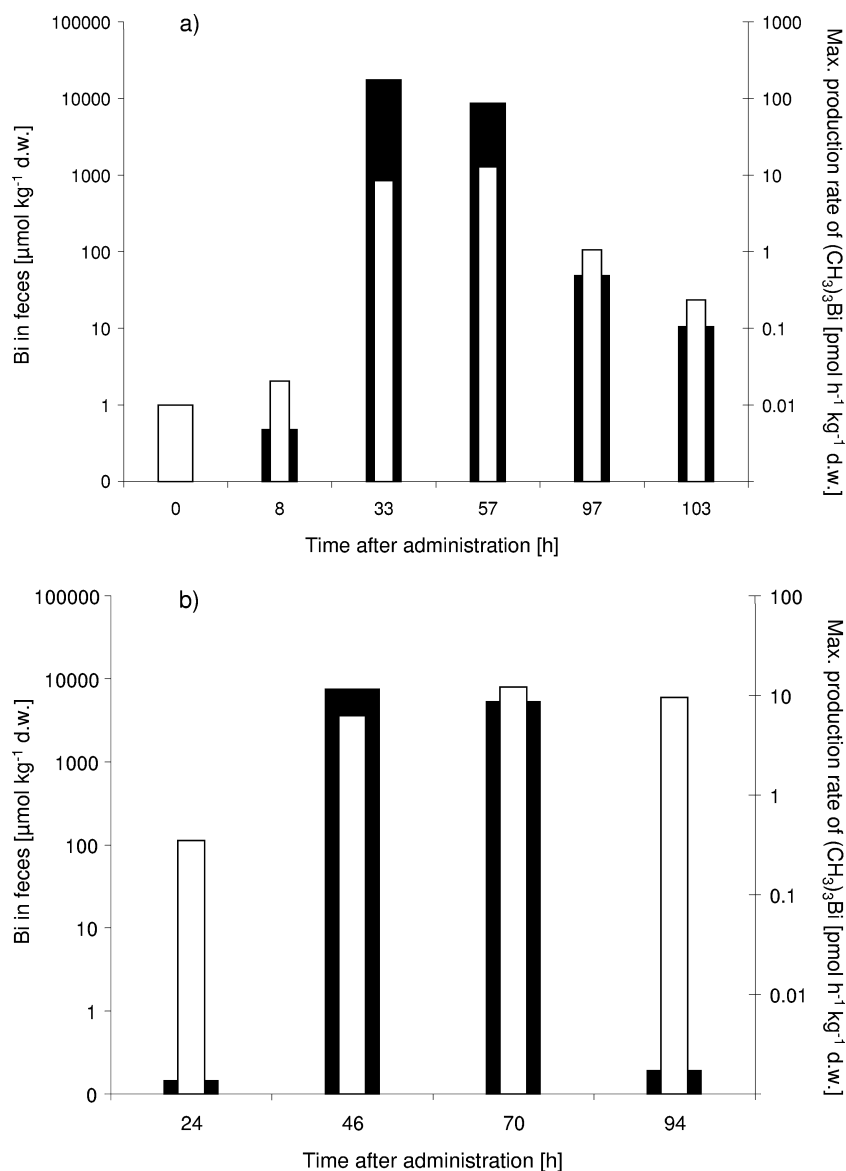 a)
100000
10000
1000
100
10
1
0
Bi in feces [µmol kg⁻¹ d.w.]
1000
100
10
1
0.1
0.01
Max. production rate of (CH₃)₃Bi [pmol h⁻¹ kg⁻¹ d.w.]
0 8 33 57 97 103
Time after administration [h]
b)
100000
10000
1000
100
10
1
0
Bi in feces [µmol kg⁻¹ d.w.]
100
10
1
0.1
0.01
Max. production rate of (CH₃)₃Bi [pmol h⁻¹ kg⁻¹ d.w.]
24 46 70 94
Time after administration [h]